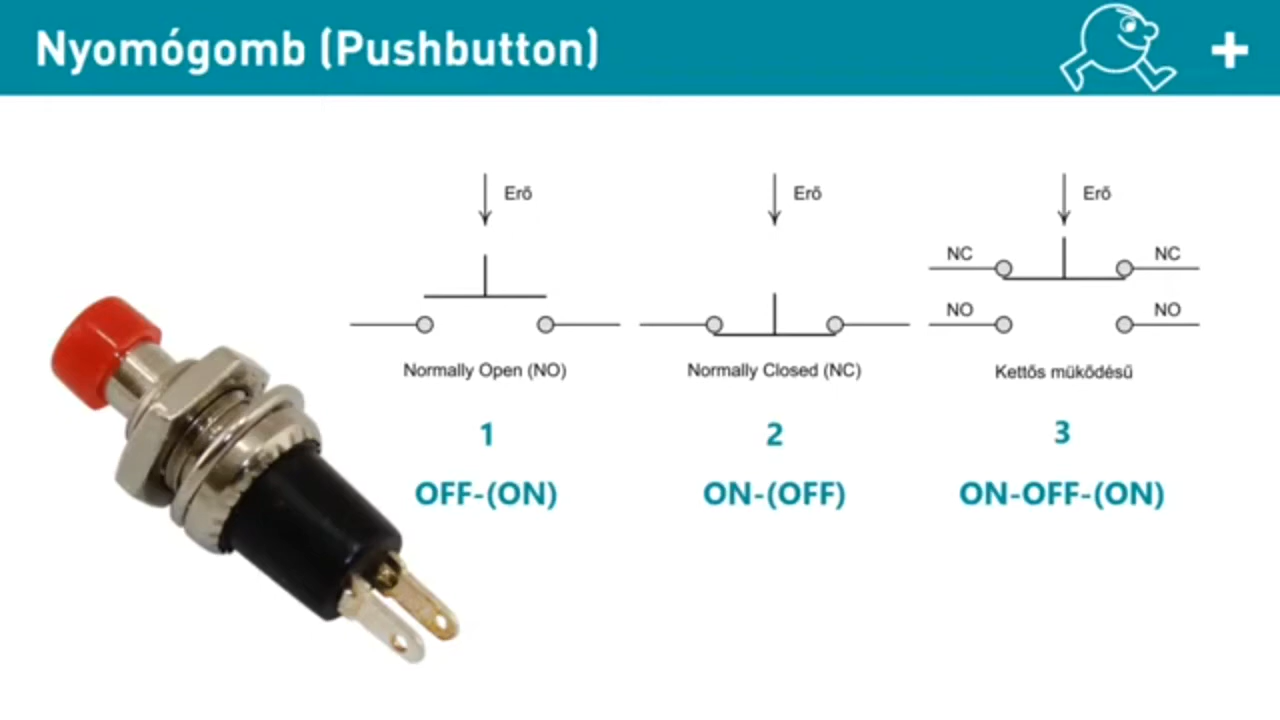 Nyomógomb (Pushbutton)
+
Erő
Erő
Erő
NC
NC
NO
NO
Normally Open (NO)
Normally Closed (NC)
Kettős működésű
1
2
3
OFF-(ON)
ON-(OFF)
ON-OFF-(ON)